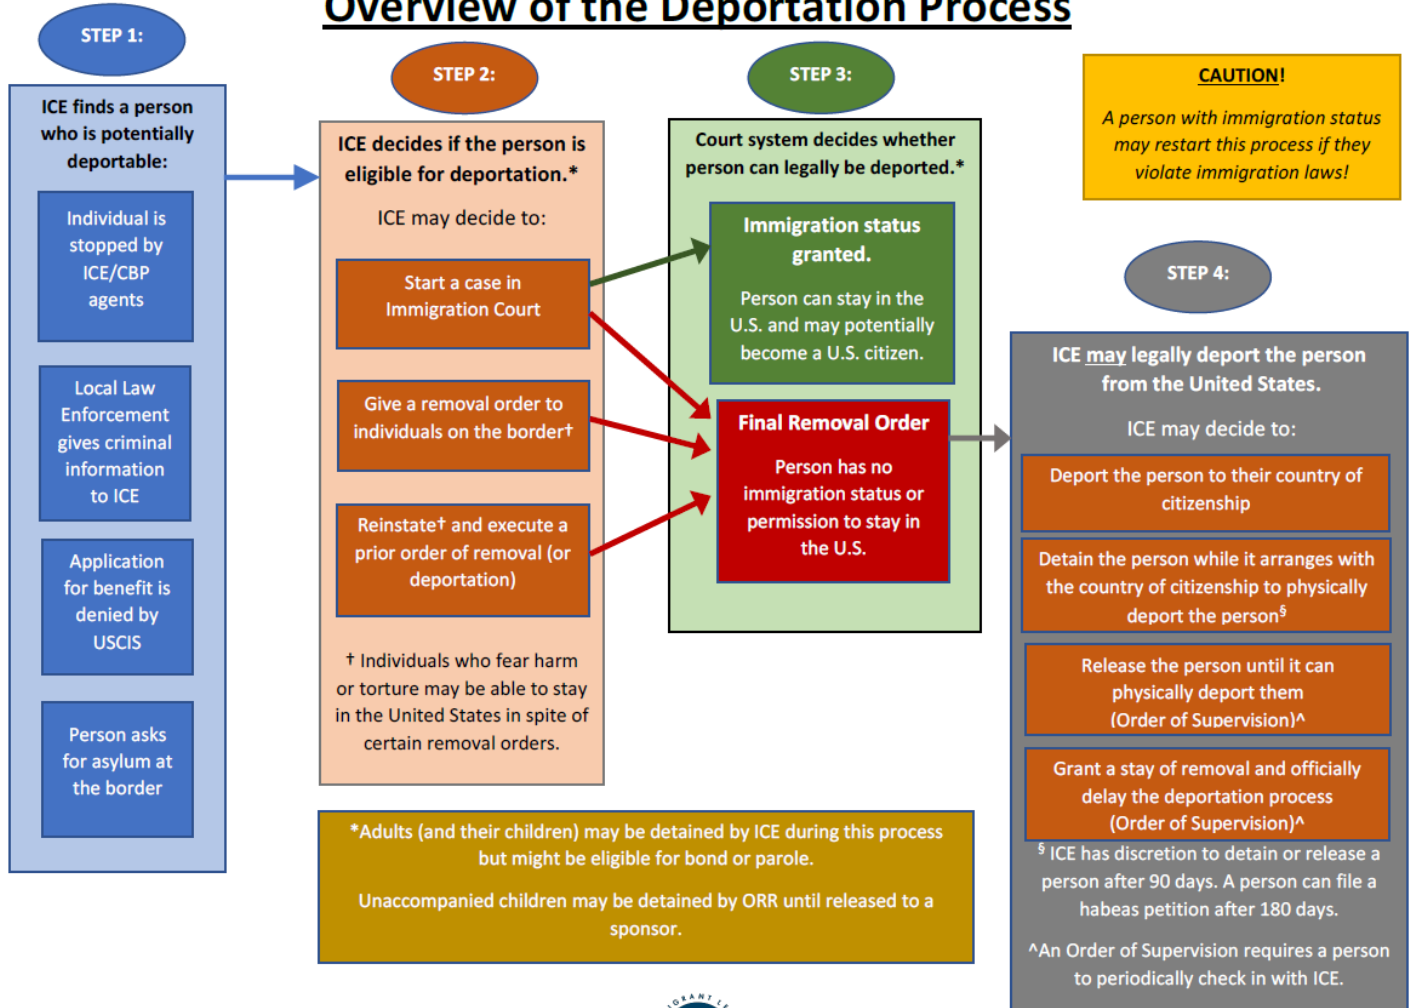 Overview of the Deportation Process
STEP 1:
ICE finds a person
who is potentially
deportable:
Individual is
stopped by
ICE/CBP
agents
Local Law
Enforcement
gives criminal
information
to ICE
Application
for benefit is
denied by
USCIS
Person asks
for asylum at
the border
STEP 2:
ICE decides if the person is
eligible for deportation.*
ICE may decide to:
Start a case in
Immigration Court
Give a removal order to
individuals on the border†
Reinstate† and execute a
prior order of removal (or
deportation)
† Individuals who fear harm
or torture may be able to stay
in the United States in spite of
certain removal orders.
STEP 3:
Court system decides whether
person can legally be deported.*
Immigration status
granted.
Person can stay in the
U.S. and may potentially
become a U.S. citizen.
Final Removal Order
Person has no
immigration status or
permission to stay in
the U.S.
CAUTION!
A person with immigration status
may restart this process if they
violate immigration laws!
STEP 4:
ICE may legally deport the person
from the United States.
ICE may decide to:
Deport the person to their country of
citizenship
Detain the person while it arranges with
the country of citizenship to physically
deport the person§
Release the person until it can
physically deport them
(Order of Supervision)^
Grant a stay of removal and officially
delay the deportation process
(Order of Supervision)^
§ ICE has discretion to detain or release a
person after 90 days. A person can file a
habeas petition after 180 days.
^An Order of Supervision requires a person
to periodically check in with ICE.
*Adults (and their children) may be detained by ICE during this process
but might be eligible for bond or parole.
Unaccompanied children may be detained by ORR until released to a
sponsor.